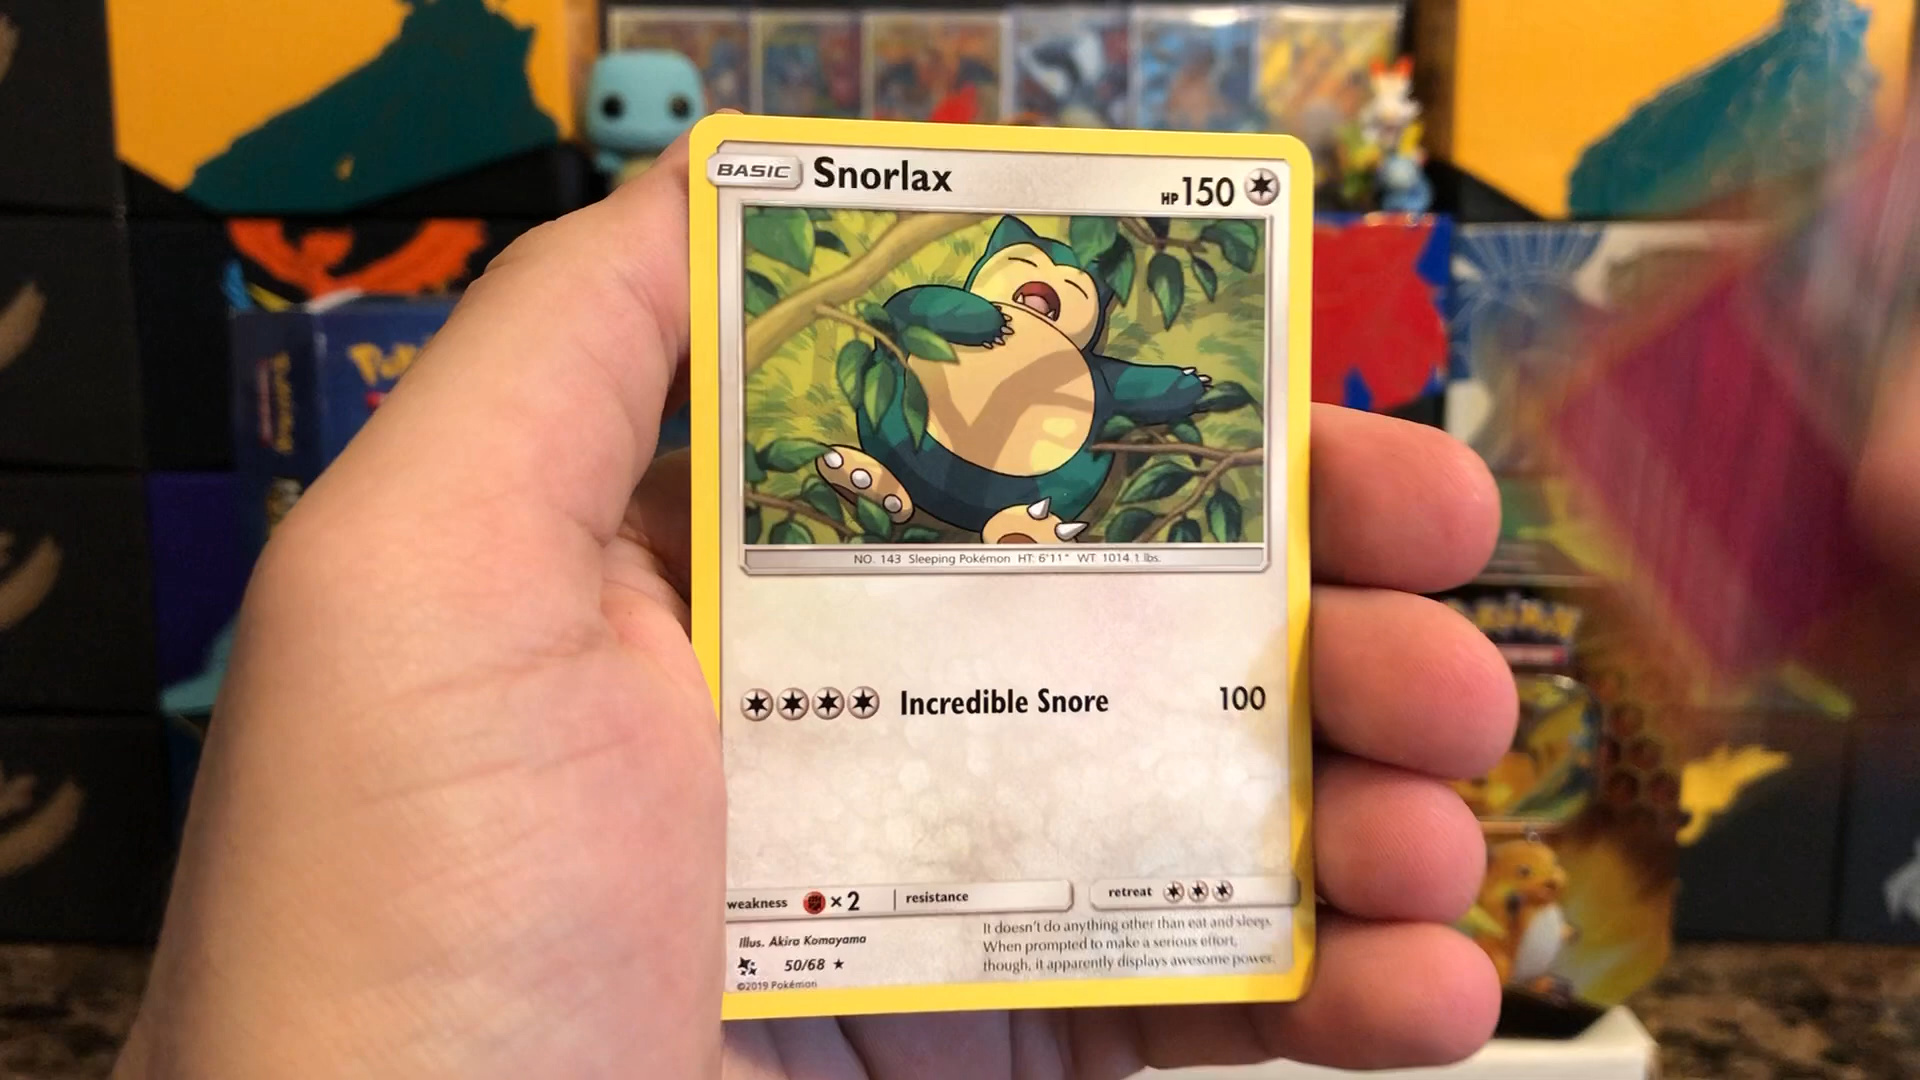 BASIC Snorlax HP 150
NO. 143 Sleeping Pokémon HT: 6'11" WT: 1014.1 lbs.
Incredible Snore 100
weakness × 2 resistance retreat
Illus. Akira Komayama
50/68 ★
©2019 Pokémon
It doesn't do anything other than eat and sleep.
When prompted to make a serious effort,
though, it apparently displays awesome power.